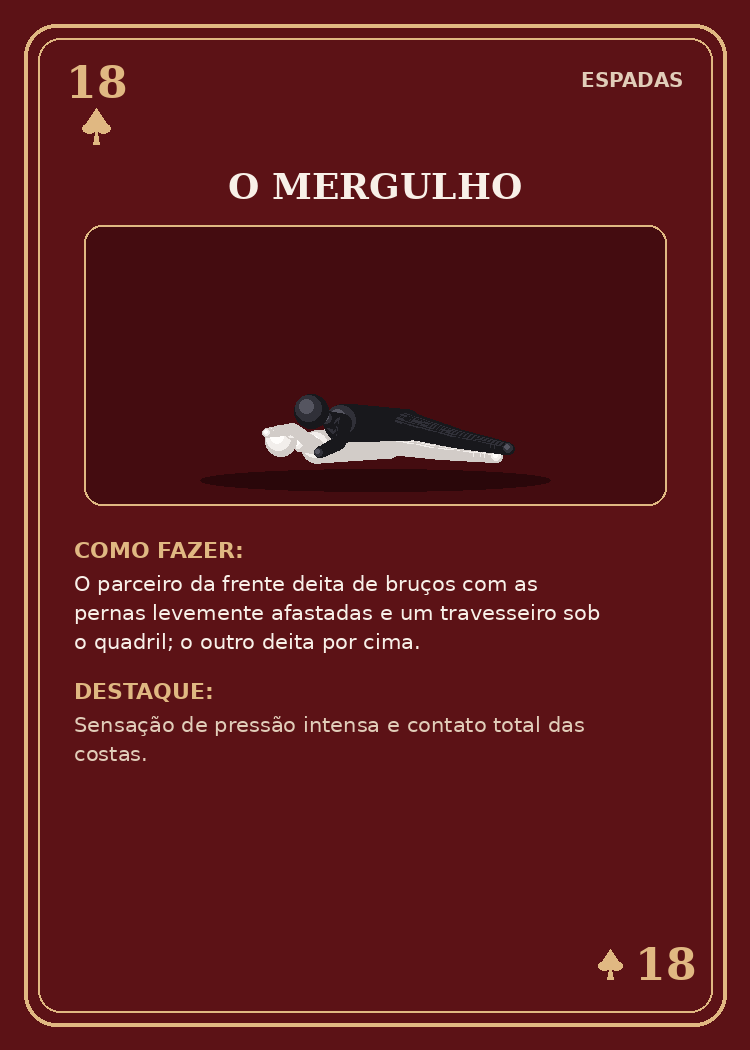 18
ESPADAS
O MERGULHO
COMO FAZER:
O parceiro da frente deita de bruços com as
pernas levemente afastadas e um travesseiro sob
o quadril; o outro deita por cima.
DESTAQUE:
Sensação de pressão intensa e contato total das
costas.
18